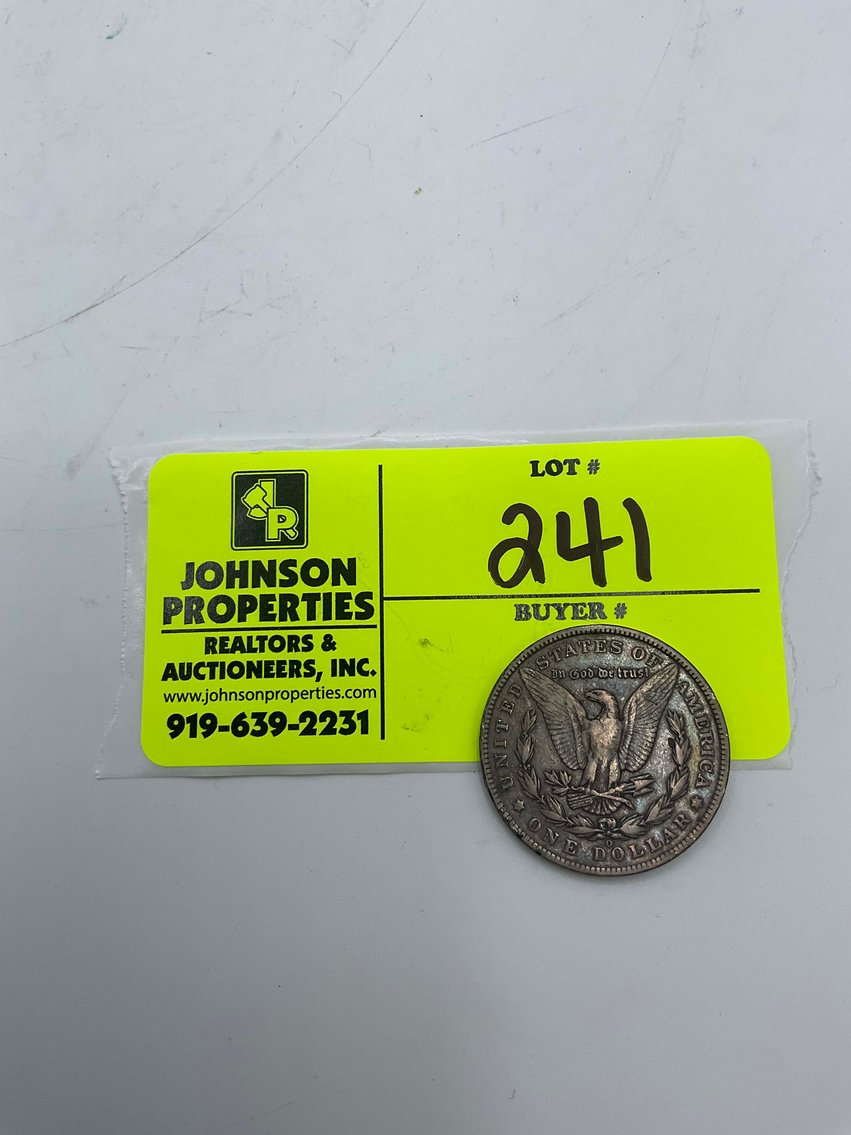 JR
JOHNSON
PROPERTIES
REALTORS &
AUCTIONEERS, INC.
www.johnsonproperties.com
919-639-2231
LOT #
241
BUYER #
UNITED STATES OF AMERICA
In God we trust
ONE DOLLAR
O